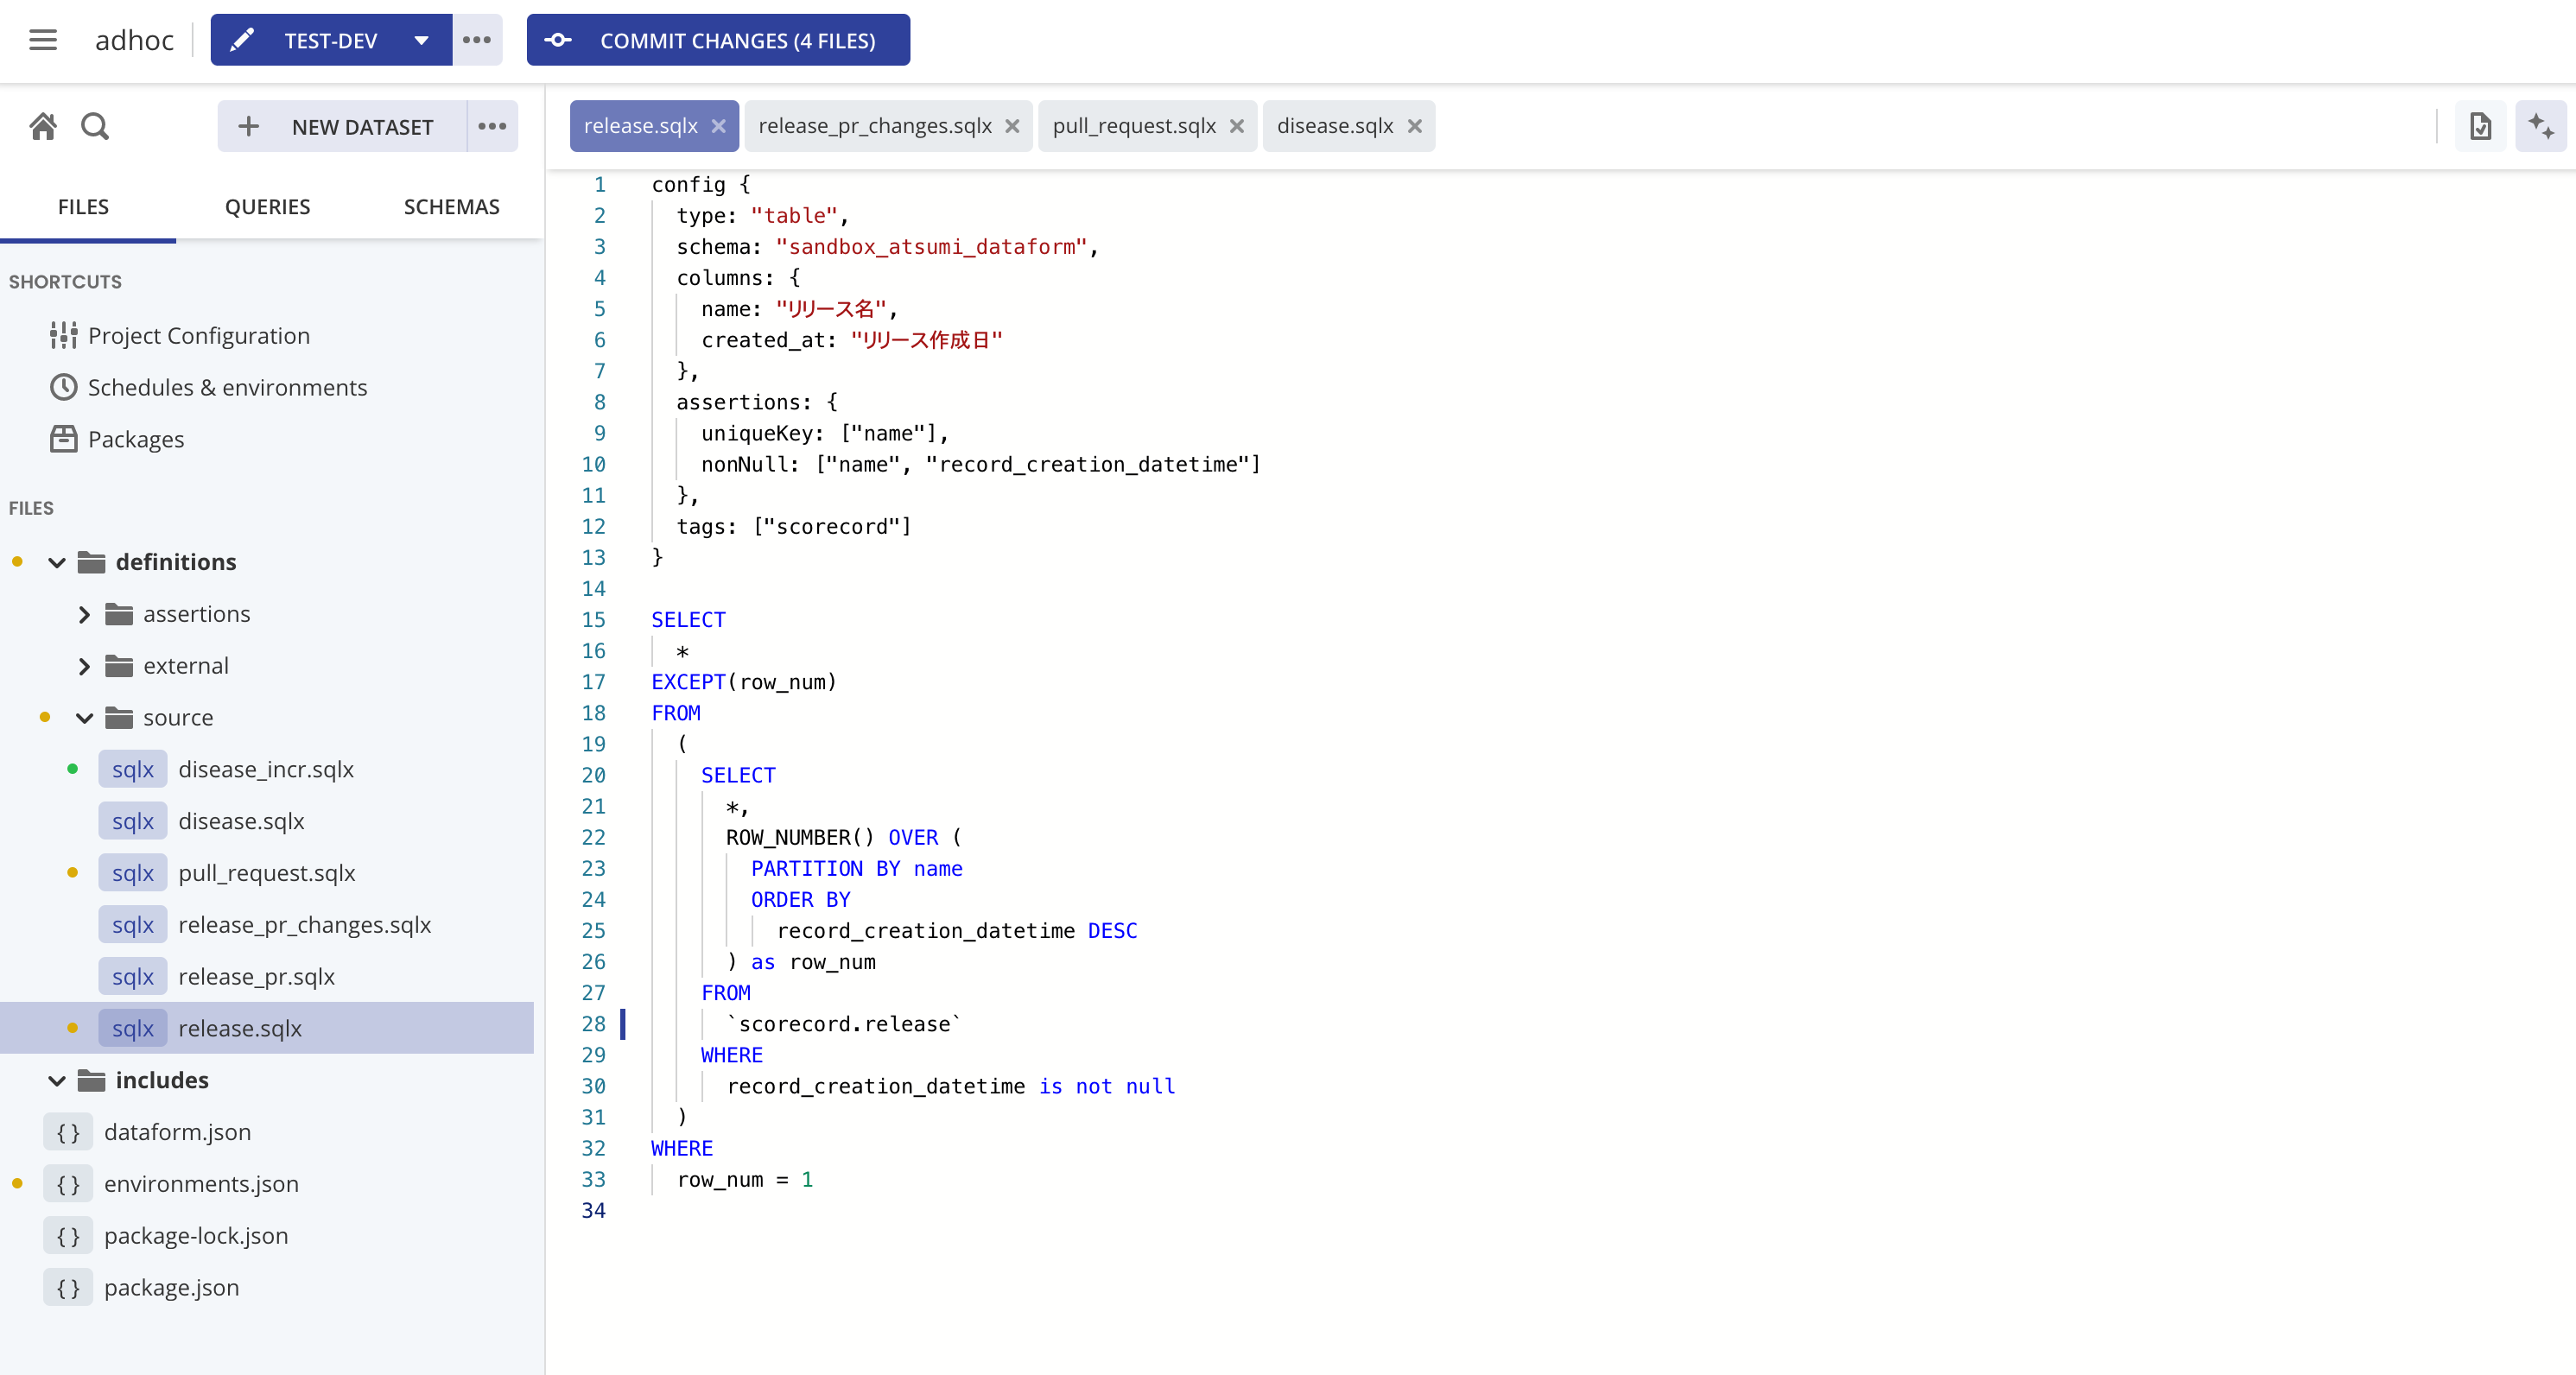 adhoc
TEST-DEV
COMMIT CHANGES (4 FILES)
NEW DATASET
FILES QUERIES SCHEMAS
SHORTCUTS
Project Configuration
Schedules & environments
Packages
FILES
definitions
assertions
external
source
sqlx disease_incr.sqlx
sqlx disease.sqlx
sqlx pull_request.sqlx
sqlx release_pr_changes.sqlx
sqlx release_pr.sqlx
sqlx release.sqlx
includes
{ } dataform.json
{ } environments.json
{ } package-lock.json
{ } package.json
release.sqlx release_pr_changes.sqlx pull_request.sqlx disease.sqlx
1 config {
2 type: "table",
3 schema: "sandbox_atsumi_dataform",
4 columns: {
5 name: "リリース名",
6 created_at: "リリース作成日"
7 },
8 assertions: {
9 uniqueKey: ["name"],
10 nonNull: ["name", "record_creation_datetime"]
11 },
12 tags: ["scorecord"]
13 }
14
15 SELECT
16 *
17 EXCEPT(row_num)
18 FROM
19 (
20 SELECT
21 *,
22 ROW_NUMBER() OVER (
23 PARTITION BY name
24 ORDER BY
25 record_creation_datetime DESC
26 ) as row_num
27 FROM
28 `scorecord.release`
29 WHERE
30 record_creation_datetime is not null
31 )
32 WHERE
33 row_num = 1
34